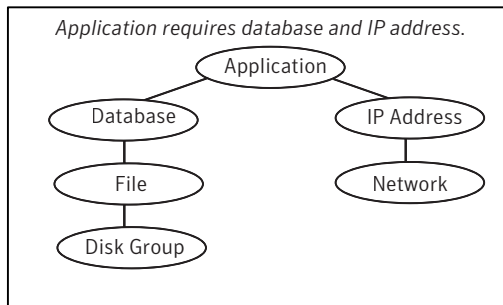 Application requires database and IP address.
Application
Database
IP Address
File
Network
Disk Group